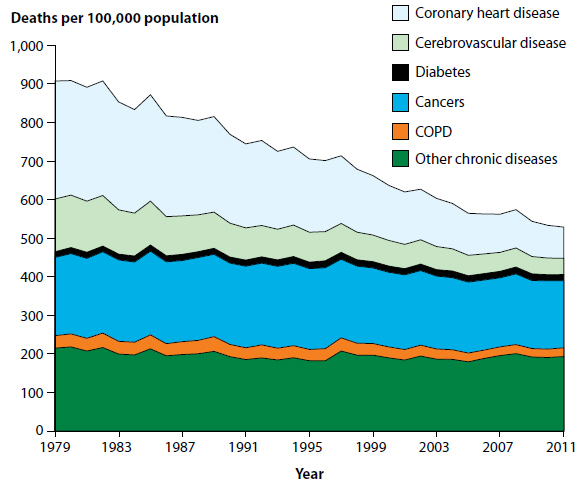 Deaths per 100,000 population
Coronary heart disease
Cerebrovascular disease
Diabetes
Cancers
COPD
Other chronic diseases
1,000
900
800
700
600
500
400
300
200
100
0
1979 1983 1987 1991 1995 1999 2003 2007 2011
Year